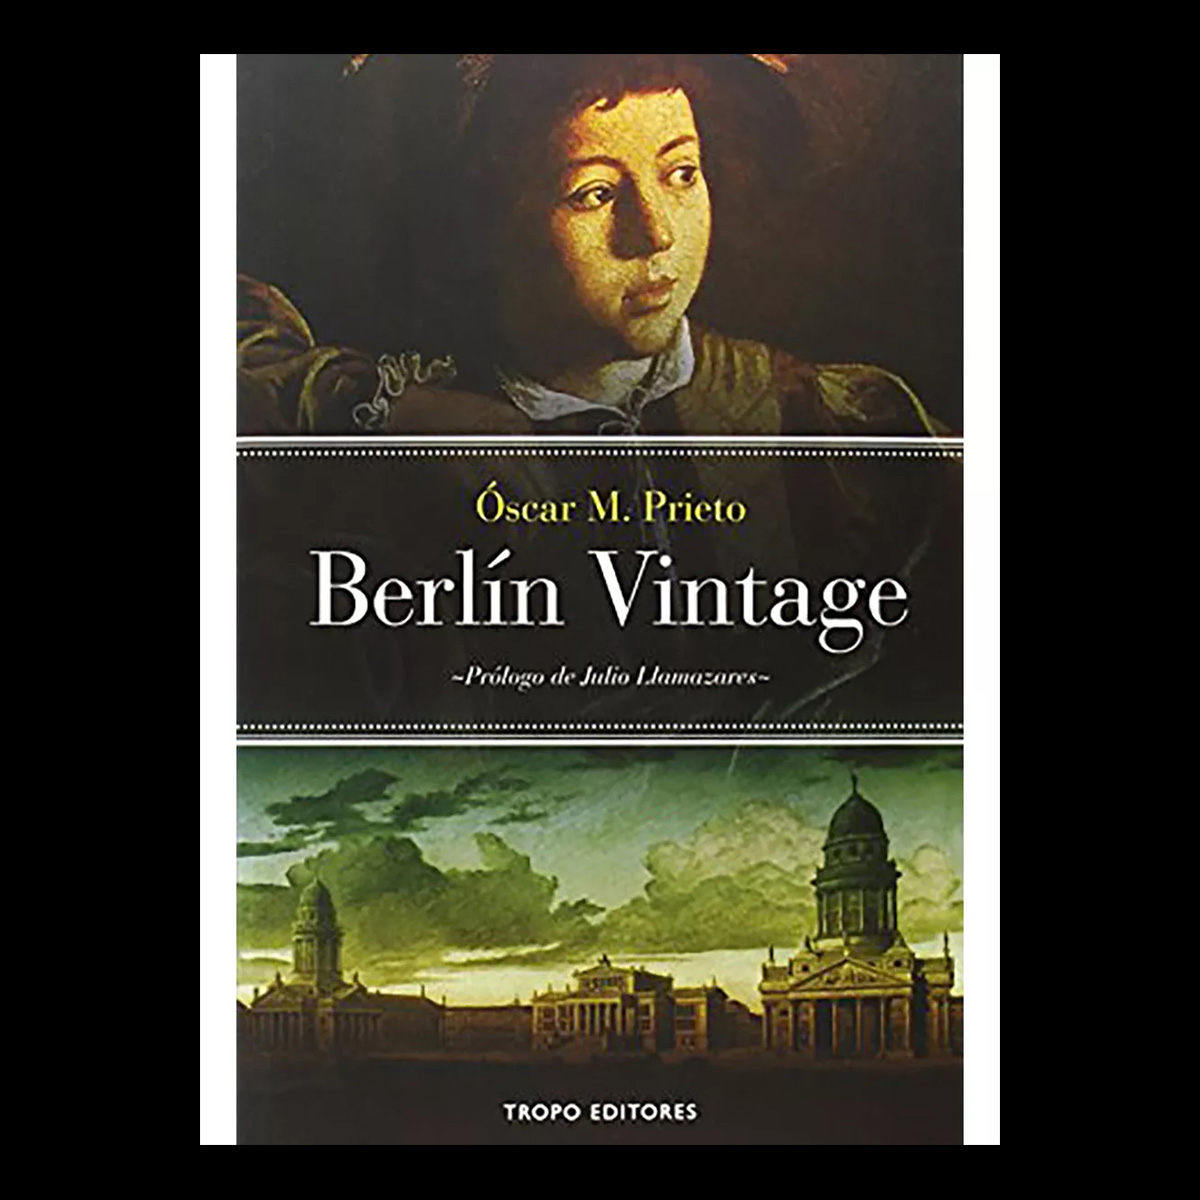 Óscar M. Prieto
Berlín Vintage
~Prólogo de Julio Llamazares~
TROPO EDITORES